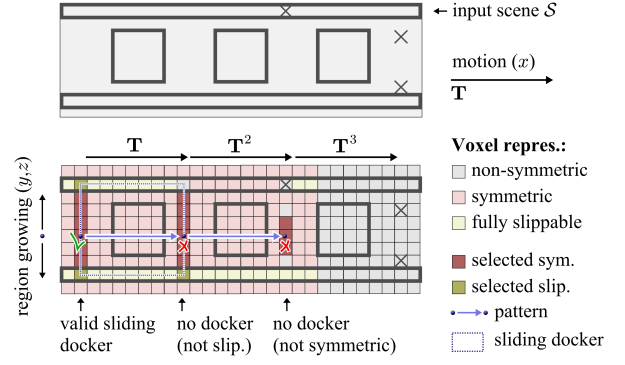 input scene 𝒮
motion (x)
T
T
T²
T³
Voxel repres.:
non-symmetric
symmetric
fully slippable
selected sym.
selected slip.
pattern
sliding docker
region growing (y,z)
valid sliding
docker
no docker
(not slip.)
no docker
(not symmetric)